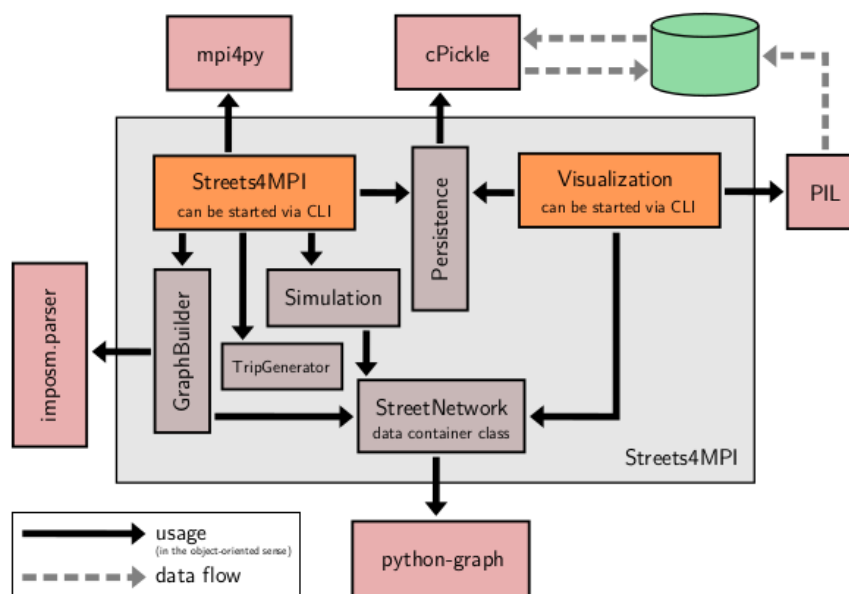 mpi4py
cPickle
Streets4MPI
can be started via CLI
Persistence
Visualization
can be started via CLI
PIL
imposm.parser
GraphBuilder
Simulation
TripGenerator
StreetNetwork
data container class
Streets4MPI
usage
(in the object-oriented sense)
data flow
python-graph